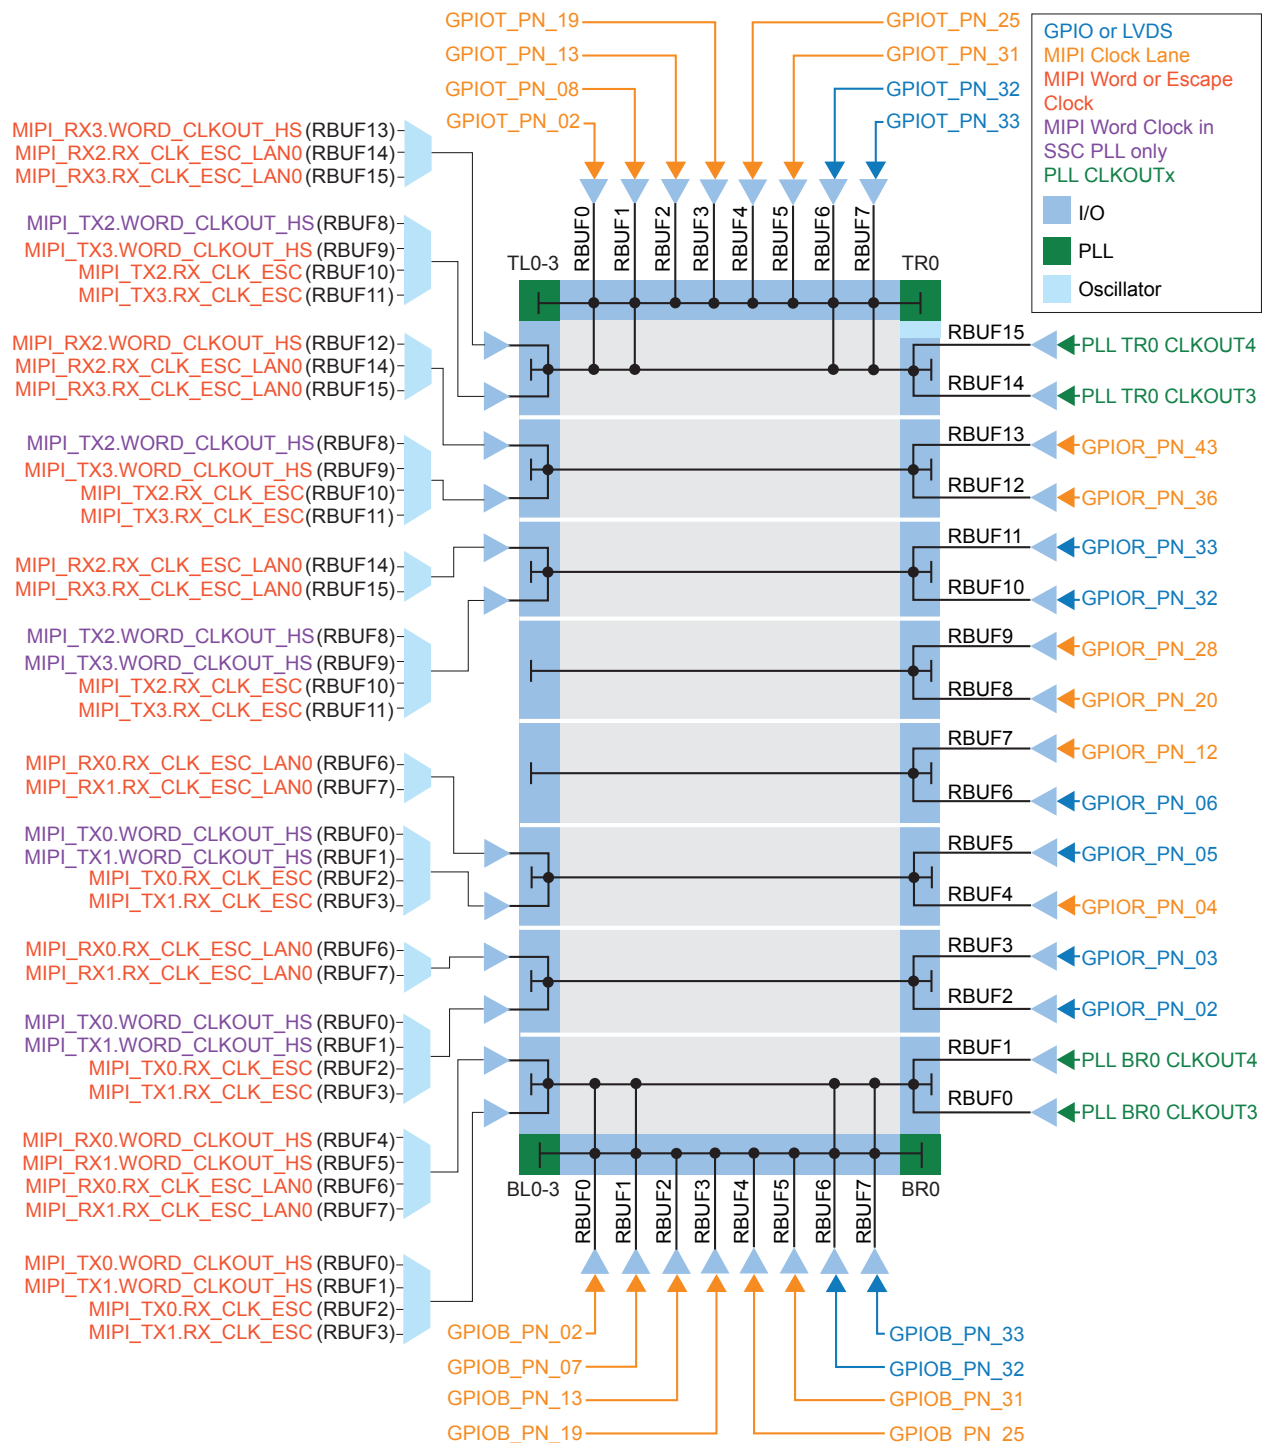 GPIOT_PN_19
GPIOT_PN_13
GPIOT_PN_08
GPIOT_PN_02
GPIOT_PN_25
GPIOT_PN_31
GPIOT_PN_32
GPIOT_PN_33
GPIO or LVDS
MIPI Clock Lane
MIPI Word or Escape
Clock
MIPI Word Clock in
SSC PLL only
PLL CLKOUTx
I/O
PLL
Oscillator
MIPI_RX3.WORD_CLKOUT_HS (RBUF13)
MIPI_RX2.RX_CLK_ESC_LAN0 (RBUF14)
MIPI_RX3.RX_CLK_ESC_LAN0 (RBUF15)
MIPI_TX2.WORD_CLKOUT_HS (RBUF8)
MIPI_TX3.WORD_CLKOUT_HS (RBUF9)
MIPI_TX2.RX_CLK_ESC (RBUF10)
MIPI_TX3.RX_CLK_ESC (RBUF11)
MIPI_RX2.WORD_CLKOUT_HS (RBUF12)
MIPI_RX2.RX_CLK_ESC_LAN0 (RBUF14)
MIPI_RX3.RX_CLK_ESC_LAN0 (RBUF15)
MIPI_TX2.WORD_CLKOUT_HS (RBUF8)
MIPI_TX3.WORD_CLKOUT_HS (RBUF9)
MIPI_TX2.RX_CLK_ESC (RBUF10)
MIPI_TX3.RX_CLK_ESC (RBUF11)
MIPI_RX2.RX_CLK_ESC_LAN0 (RBUF14)
MIPI_RX3.RX_CLK_ESC_LAN0 (RBUF15)
MIPI_TX2.WORD_CLKOUT_HS (RBUF8)
MIPI_TX3.WORD_CLKOUT_HS (RBUF9)
MIPI_TX2.RX_CLK_ESC (RBUF10)
MIPI_TX3.RX_CLK_ESC (RBUF11)
MIPI_RX0.RX_CLK_ESC_LAN0 (RBUF6)
MIPI_RX1.RX_CLK_ESC_LAN0 (RBUF7)
MIPI_TX0.WORD_CLKOUT_HS (RBUF0)
MIPI_TX1.WORD_CLKOUT_HS (RBUF1)
MIPI_TX0.RX_CLK_ESC (RBUF2)
MIPI_TX1.RX_CLK_ESC (RBUF3)
MIPI_RX0.RX_CLK_ESC_LAN0 (RBUF6)
MIPI_RX1.RX_CLK_ESC_LAN0 (RBUF7)
MIPI_TX0.WORD_CLKOUT_HS (RBUF0)
MIPI_TX1.WORD_CLKOUT_HS (RBUF1)
MIPI_TX0.RX_CLK_ESC (RBUF2)
MIPI_TX1.RX_CLK_ESC (RBUF3)
MIPI_RX0.WORD_CLKOUT_HS (RBUF4)
MIPI_RX1.WORD_CLKOUT_HS (RBUF5)
MIPI_RX0.RX_CLK_ESC_LAN0 (RBUF6)
MIPI_RX1.RX_CLK_ESC_LAN0 (RBUF7)
MIPI_TX0.WORD_CLKOUT_HS (RBUF0)
MIPI_TX1.WORD_CLKOUT_HS (RBUF1)
MIPI_TX0.RX_CLK_ESC (RBUF2)
MIPI_TX1.RX_CLK_ESC (RBUF3)
RBUF0
RBUF1
RBUF2
RBUF3
RBUF4
RBUF5
RBUF6
RBUF7
TL0-3
TR0
RBUF15
PLL TR0 CLKOUT4
RBUF14
PLL TR0 CLKOUT3
RBUF13
GPIOR_PN_43
RBUF12
GPIOR_PN_36
RBUF11
GPIOR_PN_33
RBUF10
GPIOR_PN_32
RBUF9
GPIOR_PN_28
RBUF8
GPIOR_PN_20
RBUF7
GPIOR_PN_12
RBUF6
GPIOR_PN_06
RBUF5
GPIOR_PN_05
RBUF4
GPIOR_PN_04
RBUF3
GPIOR_PN_03
RBUF2
GPIOR_PN_02
RBUF1
PLL BR0 CLKOUT4
RBUF0
PLL BR0 CLKOUT3
BL0-3
BR0
RBUF0
RBUF1
RBUF2
RBUF3
RBUF4
RBUF5
RBUF6
RBUF7
GPIOB_PN_02
GPIOB_PN_07
GPIOB_PN_13
GPIOB_PN_19
GPIOB_PN_33
GPIOB_PN_32
GPIOB_PN_31
GPIOB_PN_25